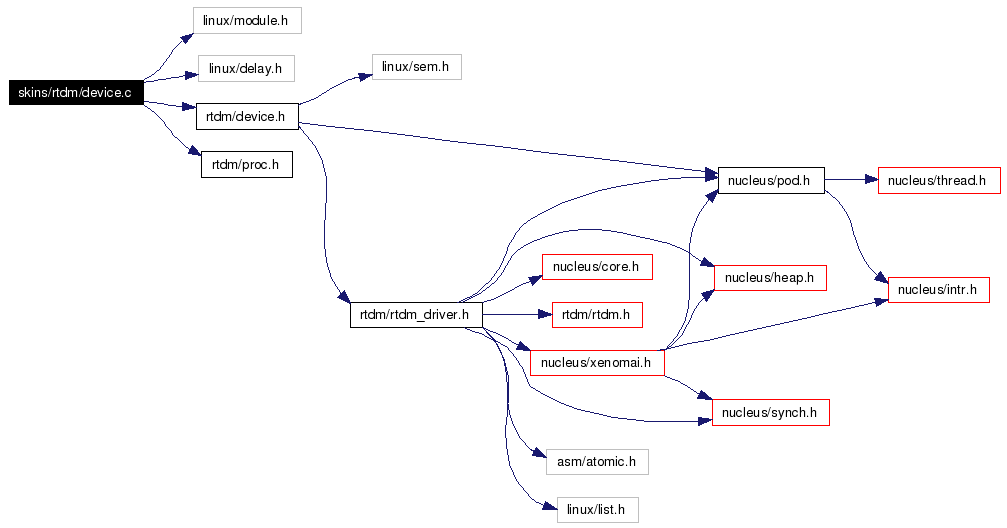 linux/module.h
linux/sem.h
linux/delay.h
skins/rtdm/device.c
rtdm/device.h
rtdm/proc.h
nucleus/pod.h
nucleus/thread.h
nucleus/core.h
nucleus/heap.h
nucleus/intr.h
rtdm/rtdm_driver.h
rtdm/rtdm.h
nucleus/xenomai.h
nucleus/synch.h
asm/atomic.h
linux/list.h